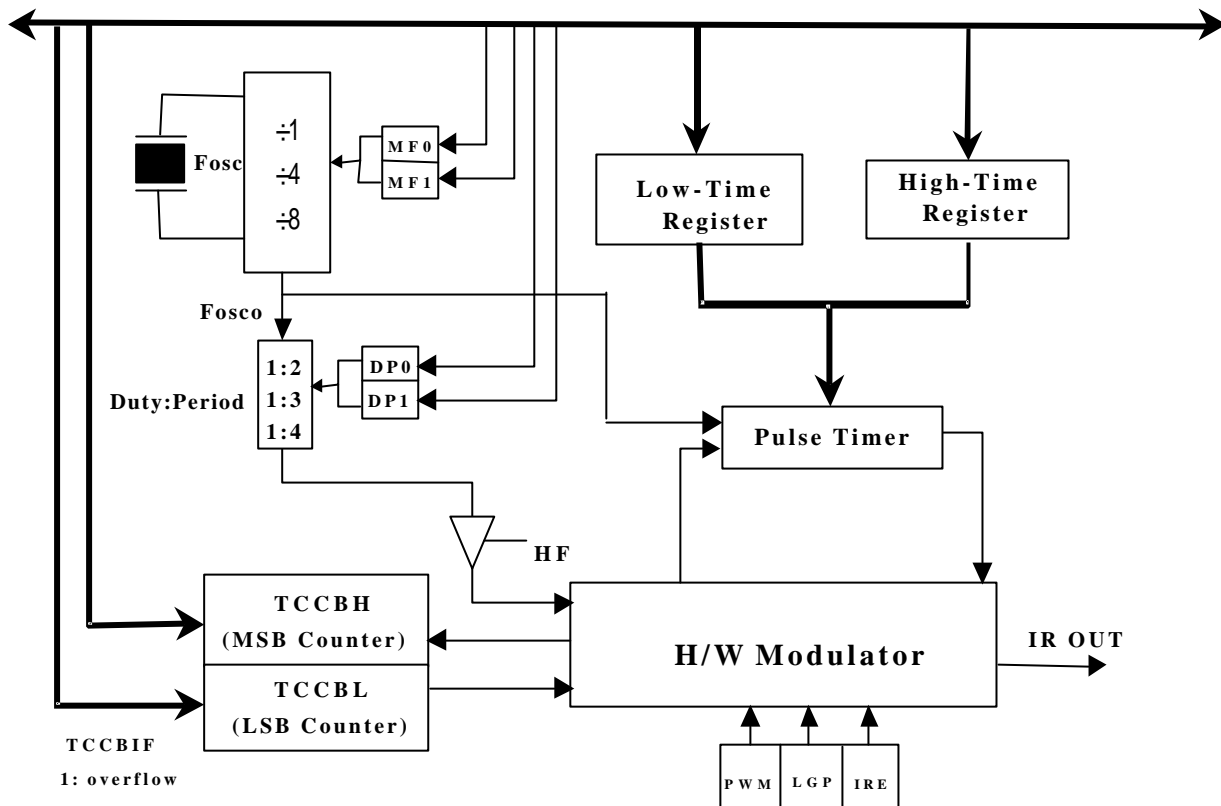 ÷1
÷4
÷8
Fosc
MF0
MF1
Low-Time
Register
High-Time
Register
Fosco
1:2
1:3
1:4
Duty:Period
DP0
DP1
Pulse Timer
HF
TCCBH
(MSB Counter)
TCCBL
(LSB Counter)
H/W Modulator
IR OUT
TCCBIF
1: overflow
PWM
LGP
IRE